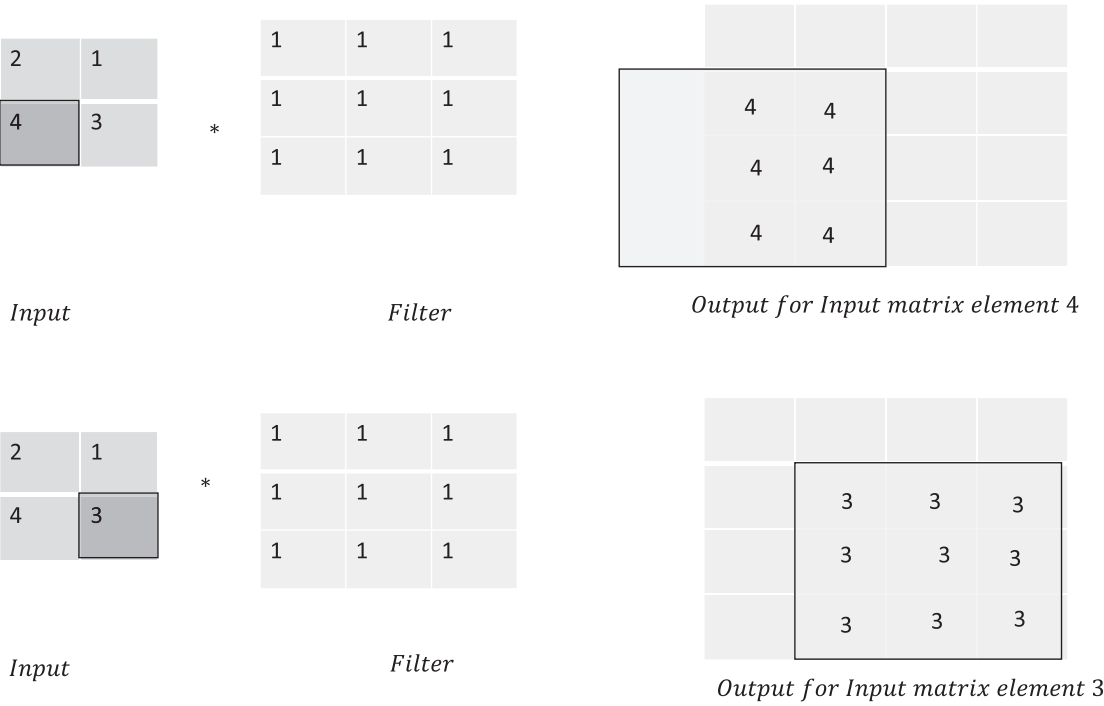 2 1
4 3
*
1 1 1
1 1 1
1 1 1
4 4
4 4
4 4
Input
Filter
Output for Input matrix element 4
2 1
4 3
*
1 1 1
1 1 1
1 1 1
3 3 3
3 3 3
3 3 3
Input
Filter
Output for Input matrix element 3